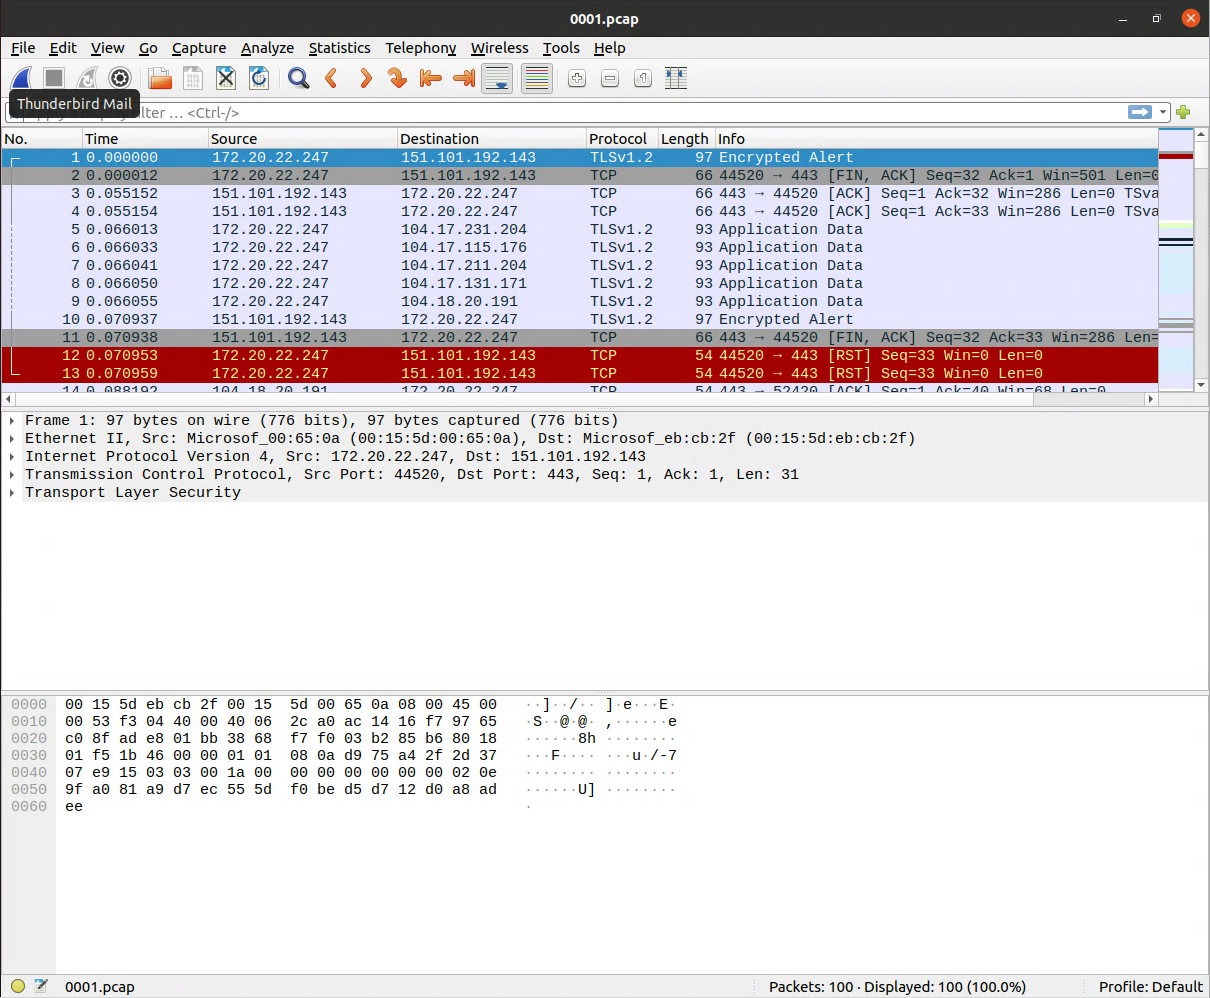 0001.pcap
File Edit View Go Capture Analyze Statistics Telephony Wireless Tools Help
Thunderbird Mail
lter … <Ctrl-/>
No. Time Source Destination Protocol Length Info
1 0.000000 172.20.22.247 151.101.192.143 TLSv1.2 97 Encrypted Alert
2 0.000012 172.20.22.247 151.101.192.143 TCP 66 44520 → 443 [FIN, ACK] Seq=32 Ack=1 Win=501 Len=0
3 0.055152 151.101.192.143 172.20.22.247 TCP 66 443 → 44520 [ACK] Seq=1 Ack=32 Win=286 Len=0 TSva
4 0.055154 151.101.192.143 172.20.22.247 TCP 66 443 → 44520 [ACK] Seq=1 Ack=33 Win=286 Len=0 TSva
5 0.066013 172.20.22.247 104.17.231.204 TLSv1.2 93 Application Data
6 0.066033 172.20.22.247 104.17.115.176 TLSv1.2 93 Application Data
7 0.066041 172.20.22.247 104.17.211.204 TLSv1.2 93 Application Data
8 0.066050 172.20.22.247 104.17.131.171 TLSv1.2 93 Application Data
9 0.066055 172.20.22.247 104.18.20.191 TLSv1.2 93 Application Data
10 0.070937 151.101.192.143 172.20.22.247 TLSv1.2 97 Encrypted Alert
11 0.070938 151.101.192.143 172.20.22.247 TCP 66 443 → 44520 [FIN, ACK] Seq=32 Ack=33 Win=286 Len=
12 0.070953 172.20.22.247 151.101.192.143 TCP 54 44520 → 443 [RST] Seq=33 Win=0 Len=0
13 0.070959 172.20.22.247 151.101.192.143 TCP 54 44520 → 443 [RST] Seq=33 Win=0 Len=0
14 0.088192 104.18.20.191 172.20.22.247 TCP 54 443 → 52420 [ACK] Seq=1 Ack=40 Win=68 Len=0
Frame 1: 97 bytes on wire (776 bits), 97 bytes captured (776 bits)
Ethernet II, Src: Microsof_00:65:0a (00:15:5d:00:65:0a), Dst: Microsof_eb:cb:2f (00:15:5d:eb:cb:2f)
Internet Protocol Version 4, Src: 172.20.22.247, Dst: 151.101.192.143
Transmission Control Protocol, Src Port: 44520, Dst Port: 443, Seq: 1, Ack: 1, Len: 31
Transport Layer Security
0000 00 15 5d eb cb 2f 00 15 5d 00 65 0a 08 00 45 00 ··]··/·· ]·e···E·
0010 00 53 f3 04 40 00 40 06 2c a0 ac 14 16 f7 97 65 ·S··@·@· ,······e
0020 c0 8f ad e8 01 bb 38 68 f7 f0 03 b2 85 b6 80 18 ······8h ········
0030 01 f5 1b 46 00 00 01 01 08 0a d9 75 a4 2f 2d 37 ···F···· ···u·/-7
0040 07 e9 15 03 03 00 1a 00 00 00 00 00 00 00 02 0e ········ ········
0050 9f a0 81 a9 d7 ec 55 5d f0 be d5 d7 12 d0 a8 ad ······U] ········
0060 ee ·
0001.pcap Packets: 100 · Displayed: 100 (100.0%) Profile: Default